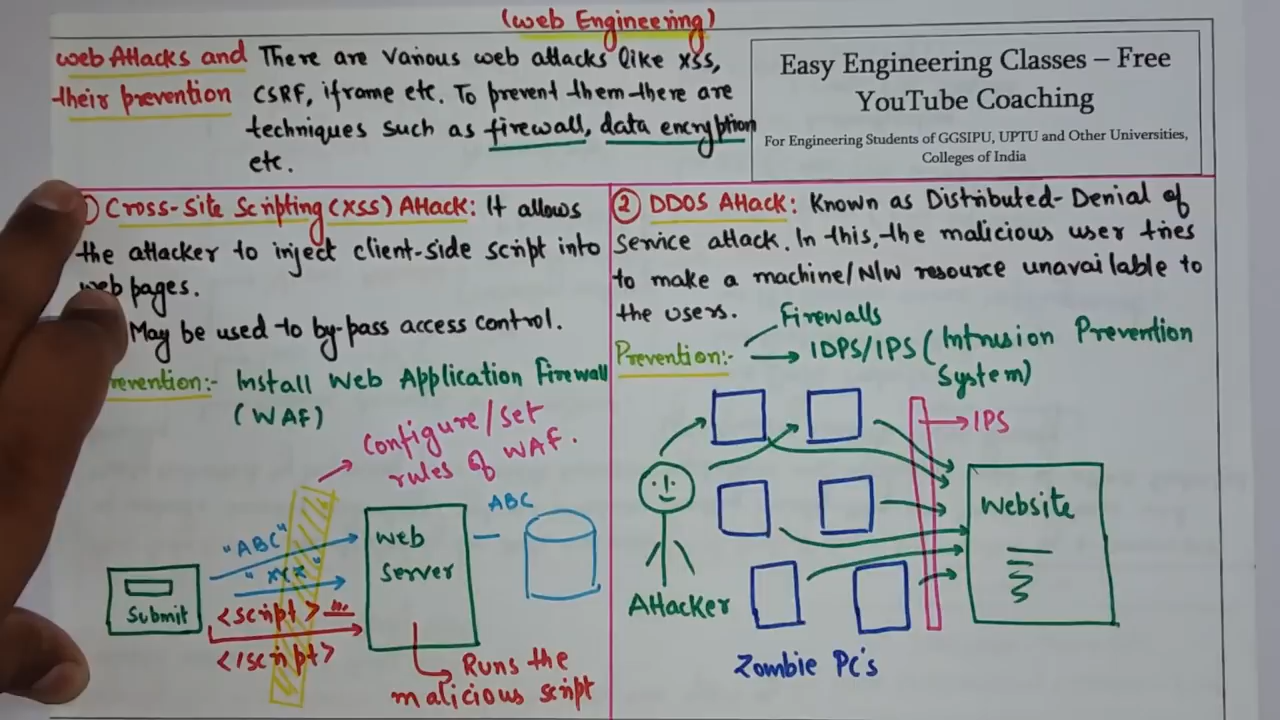 (Web Engineering)
Web Attacks and
their prevention
There are various web attacks like XSS,
CSRF, iframe etc. To prevent them there are
techniques such as firewall, data encryption
etc.
Easy Engineering Classes – Free
YouTube Coaching
For Engineering Students of GGSIPU, UPTU and Other Universities,
Colleges of India
① Cross-Site Scripting (XSS) Attack: It allows
the attacker to inject client-side script into
web pages.
May be used to by-pass access control.
Prevention:- Install Web Application Firewall
(WAF)
Configure/set
rules of WAF.
"ABC"
"xxx"
<script> ...
</script>
Submit
Web
Server
ABC
Runs the
malicious script
② DDOS Attack: Known as Distributed-Denial of
Service attack. In this, the malicious user tries
to make a machine/N/W resource unavailable to
the users.
Prevention:-
Firewalls
IDPS/IPS (Intrusion Prevention
System)
IPS
Website
Attacker
Zombie PC's